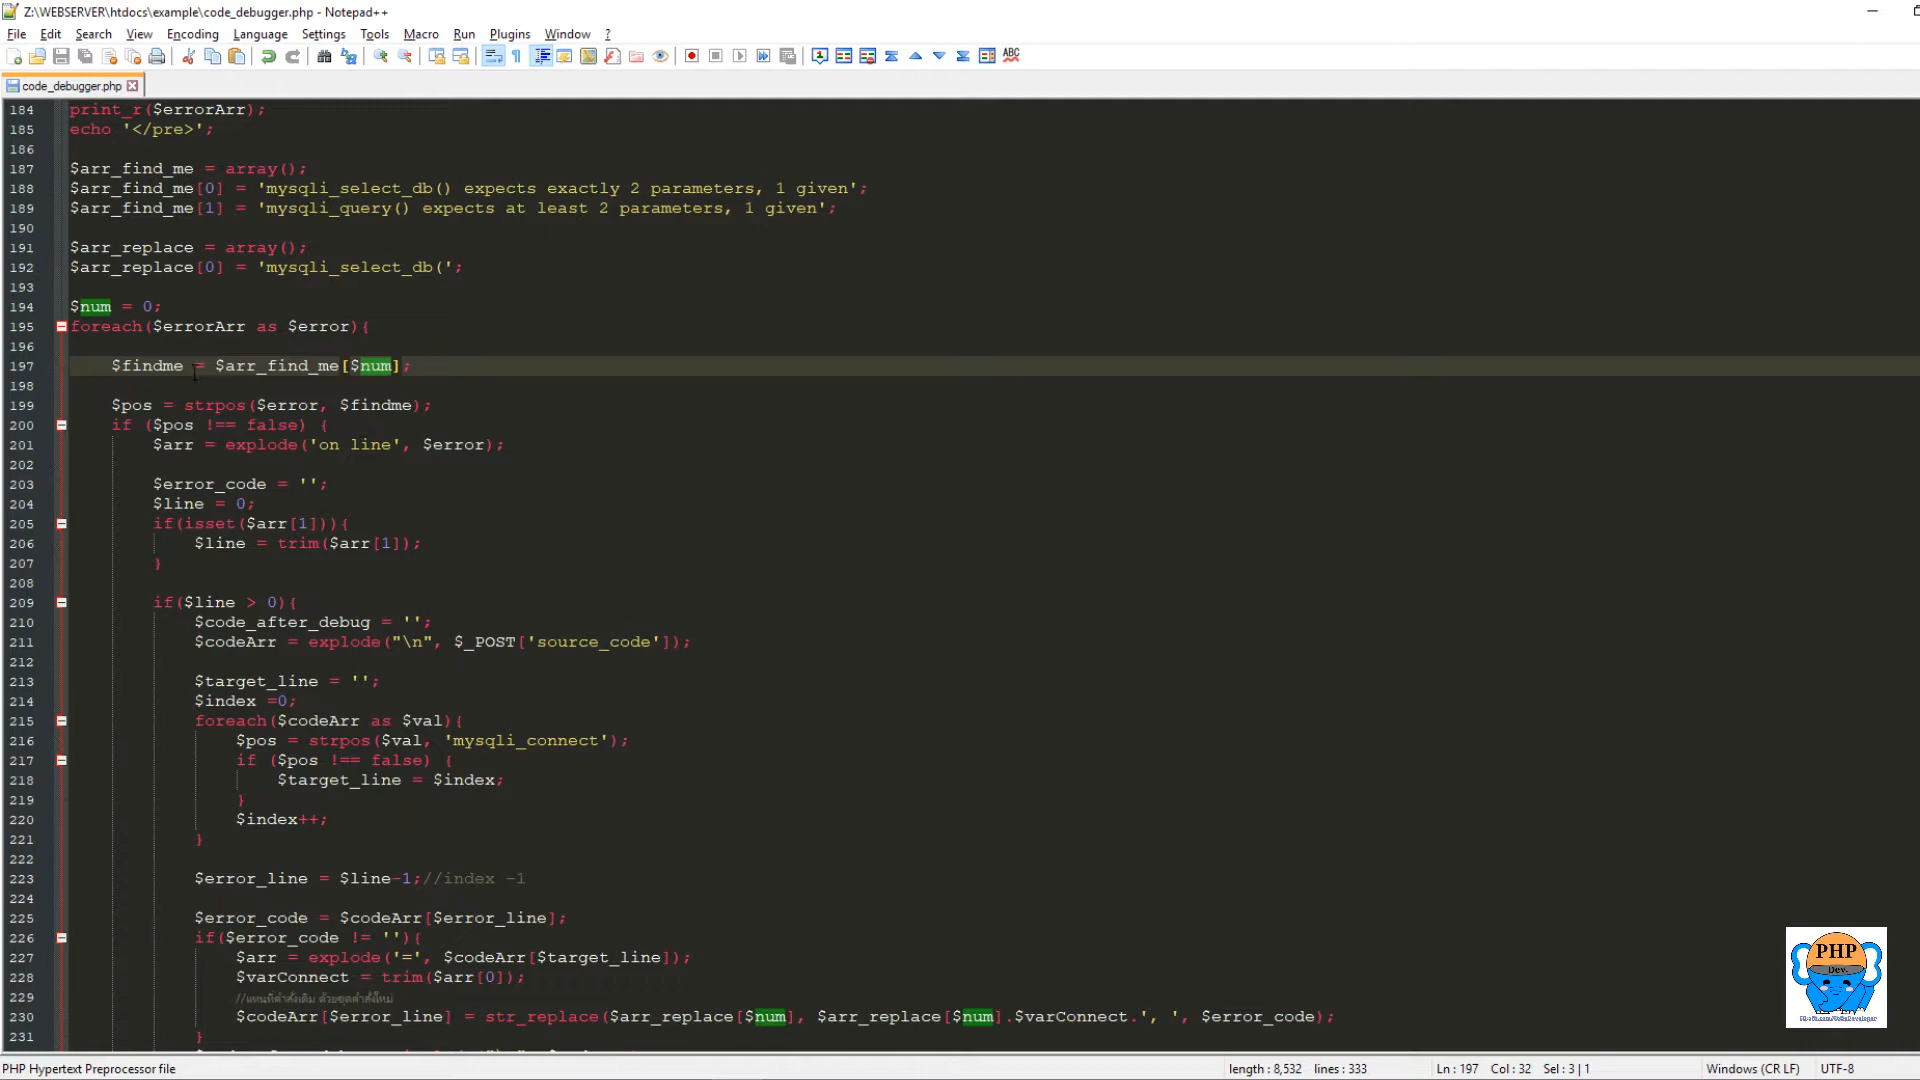 Z:\WEBSERVER\htdocs\example\code_debugger.php - Notepad++
File Edit Search View Encoding Language Settings Tools Macro Run Plugins Window ?
ABC
code_debugger.php
184 print_r($errorArr);
185 echo '</pre>';
186
187 $arr_find_me = array();
188 $arr_find_me[0] = 'mysqli_select_db() expects exactly 2 parameters, 1 given';
189 $arr_find_me[1] = 'mysqli_query() expects at least 2 parameters, 1 given';
190
191 $arr_replace = array();
192 $arr_replace[0] = 'mysqli_select_db(';
193
194 $num = 0;
195 foreach($errorArr as $error){
196
197 $findme = $arr_find_me[$num];
198
199 $pos = strpos($error, $findme);
200 if ($pos !== false) {
201 $arr = explode('on line', $error);
202
203 $error_code = '';
204 $line = 0;
205 if(isset($arr[1])){
206 $line = trim($arr[1]);
207 }
208
209 if($line > 0){
210 $code_after_debug = '';
211 $codeArr = explode("\n", $_POST['source_code']);
212
213 $target_line = '';
214 $index =0;
215 foreach($codeArr as $val){
216 $pos = strpos($val, 'mysqli_connect');
217 if ($pos !== false) {
218 $target_line = $index;
219 }
220 $index++;
221 }
222
223 $error_line = $line-1;//index -1
224
225 $error_code = $codeArr[$error_line];
226 if($error_code != ''){
227 $arr = explode('=', $codeArr[$target_line]);
228 $varConnect = trim($arr[0]);
229 //แทนที่คำสั่งเดิม ด้วยชุดคำสั่งใหม่
230 $codeArr[$error_line] = str_replace($arr_replace[$num], $arr_replace[$num].$varConnect.', ', $error_code);
231 }
PHP
Dev.
PHP Hypertext Preprocessor file length : 8,532 lines : 333 Ln : 197 Col : 32 Sel : 3 | 1 Windows (CR LF) UTF-8